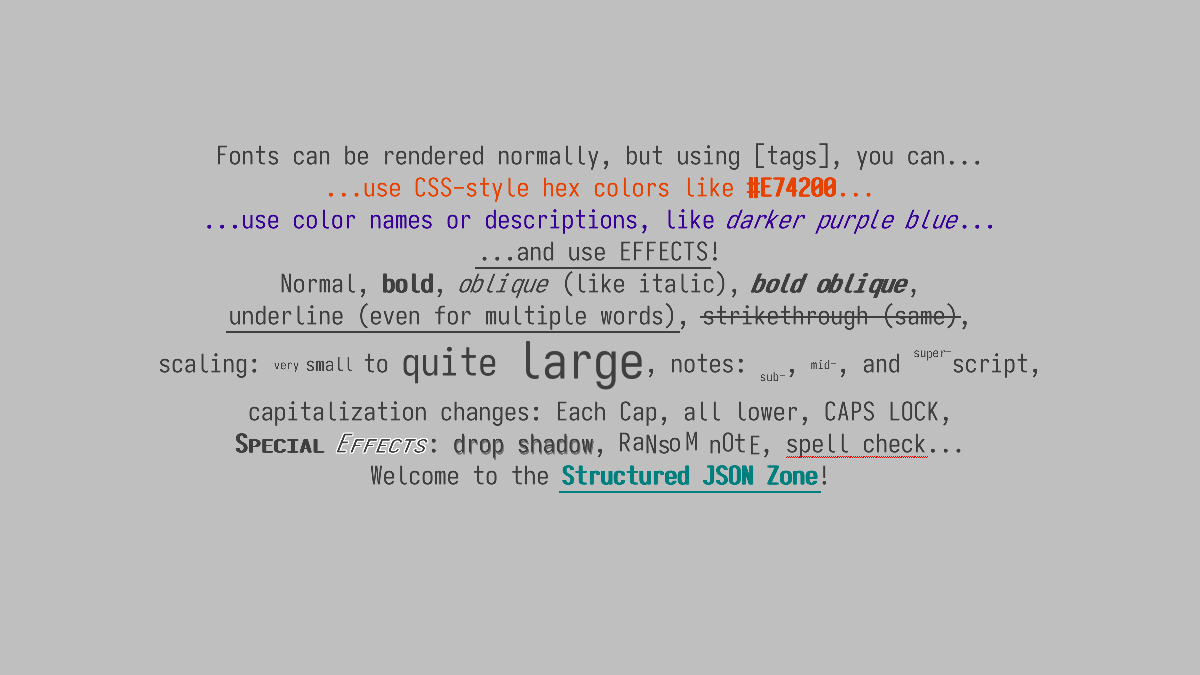 Fonts can be rendered normally, but using [tags], you can...
...use CSS-style hex colors like #E74200...
...use color names or descriptions, like darker purple blue...
...and use EFFECTS!
Normal, bold, oblique (like italic), bold oblique,
underline (even for multiple words), strikethrough (same),
scaling: very small to quite large, notes: sub-, mid-, and super-script,
capitalization changes: Each Cap, all lower, CAPS LOCK,
SPECIAL EFFECTS: drop shadow, RaNsoM nOtE, spell check...
Welcome to the Structured JSON Zone!